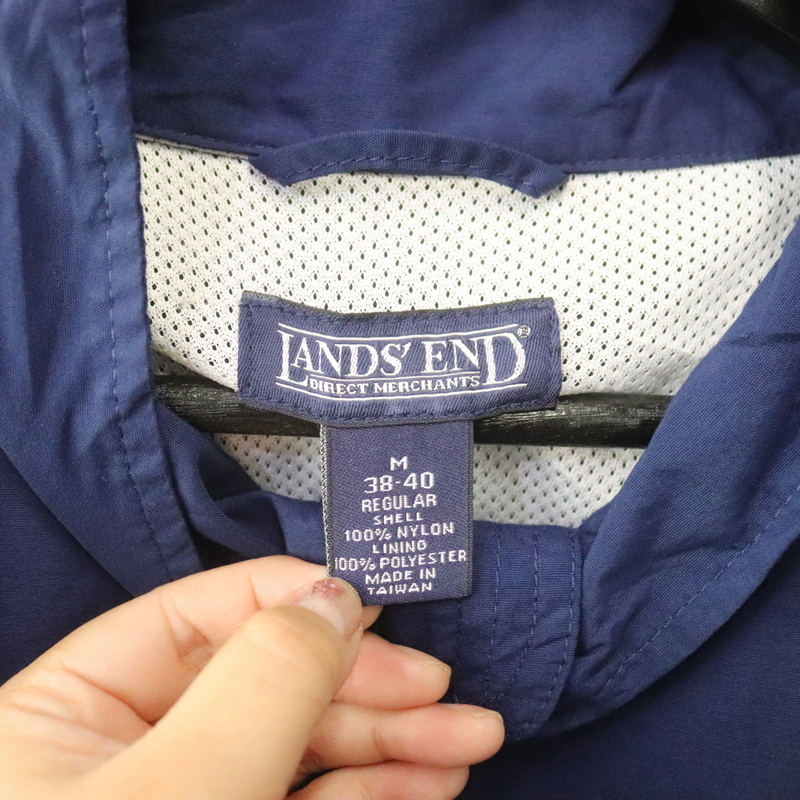 LANDS' END®
DIRECT MERCHANTS
M
38-40
REGULAR
SHELL
100% NYLON
LINING
100% POLYESTER
MADE IN
TAIWAN